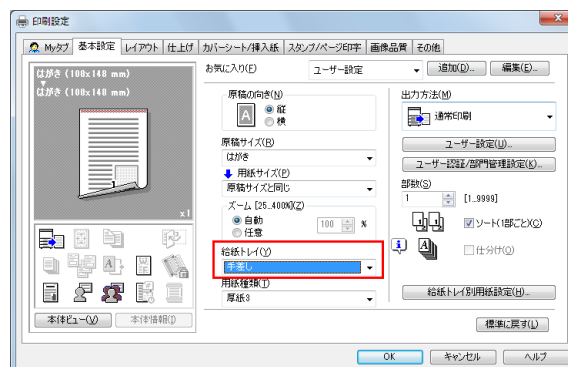 印刷設定
Myタブ 基本設定 レイアウト 仕上げ カバーシート/挿入紙 スタンプ/ページ印字 画像品質 その他
はがき (100x148 mm)
はがき (100x148 mm)
x1
本体ビュー(V) 本体情報(I)
お気に入り(F) ユーザー設定 追加(D)... 編集(E)...
原稿の向き(N)
A
縦
横
原稿サイズ(R)
はがき
用紙サイズ(P)
原稿サイズと同じ
ズーム [25..400%](Z)
自動
任意
100 %
給紙トレイ(Y)
手差し
用紙種類(T)
厚紙3
出力方法(M)
通常印刷
ユーザー設定(U)...
ユーザー認証/部門管理設定(K)...
部数(S)
1 [1..9999]
ソート(1部ごと)(C)
仕分け(O)
給紙トレイ別用紙設定(H)...
標準に戻す(L)
OK キャンセル ヘルプ